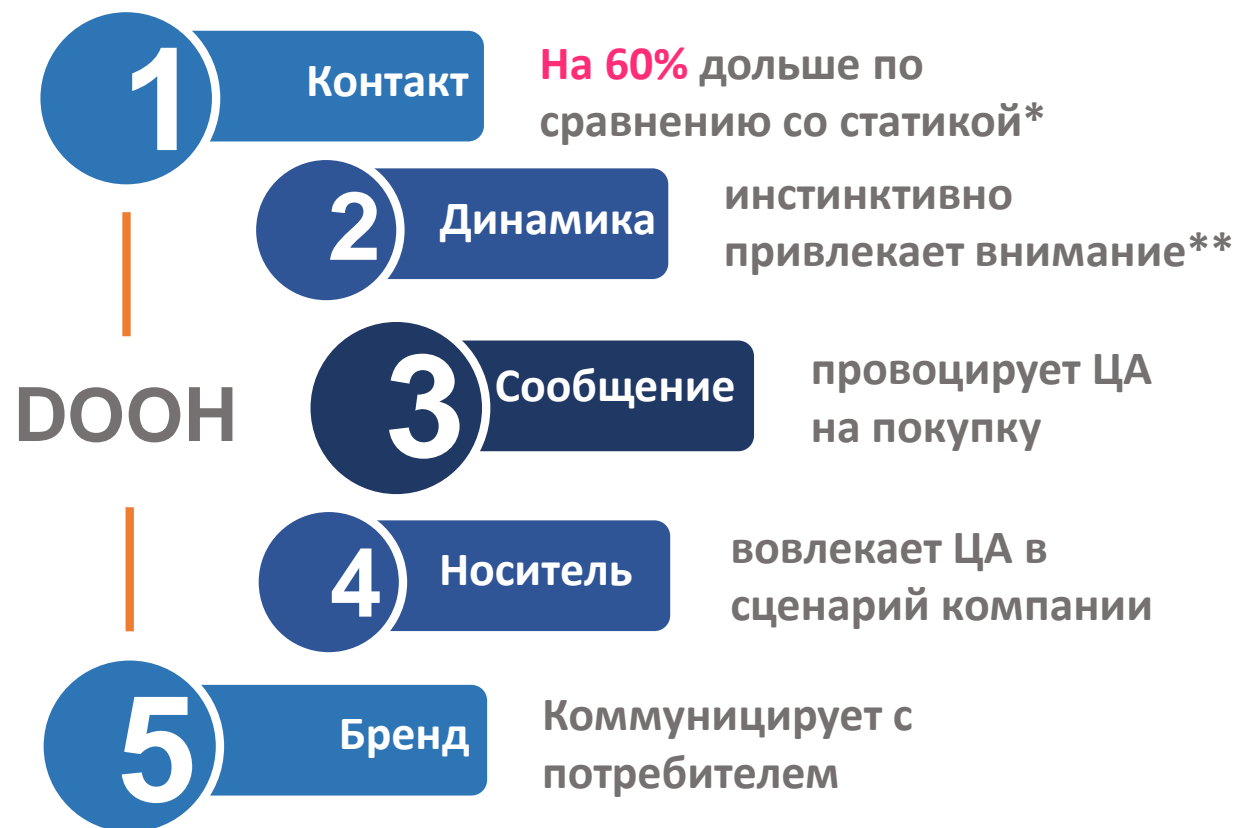 1
Контакт
На 60% дольше по
сравнению со статикой*
2
Динамика
инстинктивно
привлекает внимание**
DOOH
3
Сообщение
провоцирует ЦА
на покупку
4
Носитель
вовлекает ЦА в
сценарий компании
5
Бренд
Коммуницирует с
потребителем